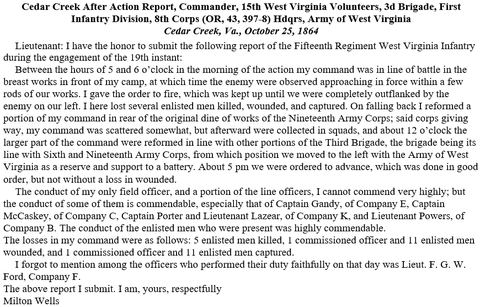 Cedar Creek After Action Report, Commander, 15th West Virginia Volunteers, 3d Brigade, First
Infantry Division, 8th Corps (OR, 43, 397-8) Hdqrs, Army of West Virginia
Cedar Creek, Va., October 25, 1864
Lieutenant: I have the honor to submit the following report of the Fifteenth Regiment West Virginia Infantry
during the engagement of the 19th instant:
Between the hours of 5 and 6 o'clock in the morning of the action my command was in line of battle in the
breast works in front of my camp, at which time the enemy were observed approaching in force within a few
rods of our works. I gave the order to fire, which was kept up until we were completely outflanked by the
enemy on our left. I here lost several enlisted men killed, wounded, and captured. On falling back I reformed a
portion of my command in rear of the original dine of works of the Nineteenth Army Corps; said corps giving
way, my command was scattered somewhat, but afterward were collected in squads, and about 12 o'clock the
larger part of the command were reformed in line with other portions of the Third Brigade, the brigade being its
line with Sixth and Nineteenth Army Corps, from which position we moved to the left with the Army of West
Virginia as a reserve and support to a battery. About 5 pm we were ordered to advance, which was done in good
order, but not without a loss in wounded.
The conduct of my only field officer, and a portion of the line officers, I cannot commend very highly; but
the conduct of some of them is commendable, especially that of Captain Gandy, of Company E, Captain
McCaskey, of Company C, Captain Porter and Lieutenant Lazear, of Company K, and Lieutenant Powers, of
Company B. The conduct of the enlisted men who were present was highly commendable.
The losses in my command were as follows: 5 enlisted men killed, 1 commissioned officer and 11 enlisted men
wounded, and 1 commissioned officer and 11 enlisted men captured.
I forgot to mention among the officers who performed their duty faithfully on that day was Lieut. F. G. W.
Ford, Company F.
The above report I submit. I am, yours, respectfully
Milton Wells